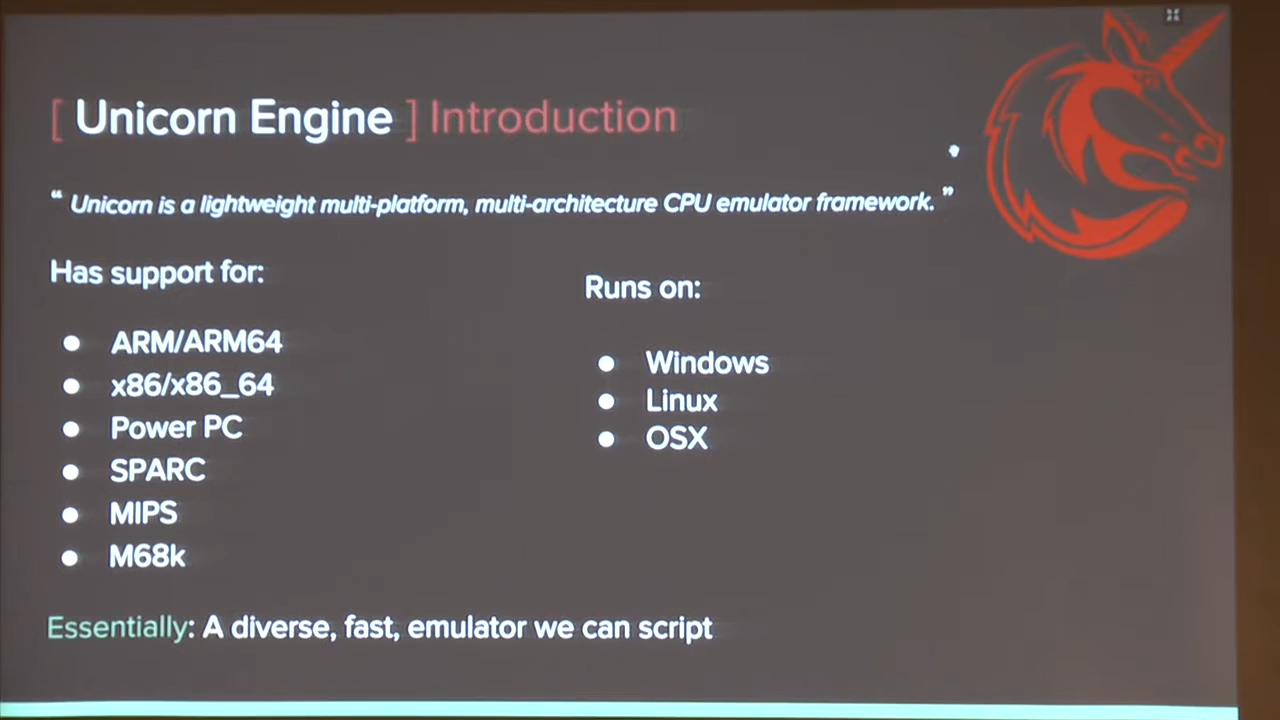 [ Unicorn Engine ] Introduction
“ Unicorn is a lightweight multi-platform, multi-architecture CPU emulator framework. ”
Has support for:
● ARM/ARM64
● x86/x86_64
● Power PC
● SPARC
● MIPS
● M68k
Runs on:
● Windows
● Linux
● OSX
Essentially: A diverse, fast, emulator we can script